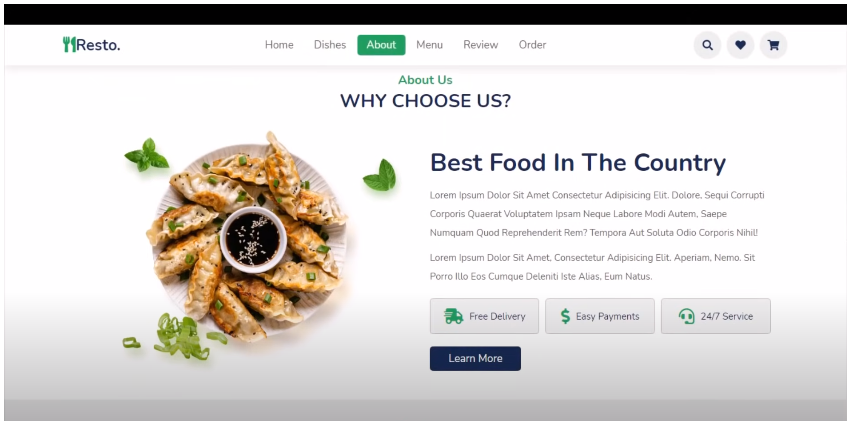 Resto.
Home Dishes About Menu Review Order
About Us
WHY CHOOSE US?
Best Food In The Country
Lorem Ipsum Dolor Sit Amet Consectetur Adipisicing Elit. Dolore, Sequi Corrupti
Corporis Quaerat Voluptatem Ipsam Neque Labore Modi Autem, Saepe
Numquam Quod Reprehenderit Rem? Tempora Aut Soluta Odio Corporis Nihil!
Lorem Ipsum Dolor Sit Amet, Consectetur Adipisicing Elit. Aperiam, Nemo. Sit
Porro Illo Eos Cumque Deleniti Iste Alias, Eum Natus.
Free Delivery Easy Payments 24/7 Service
Learn More